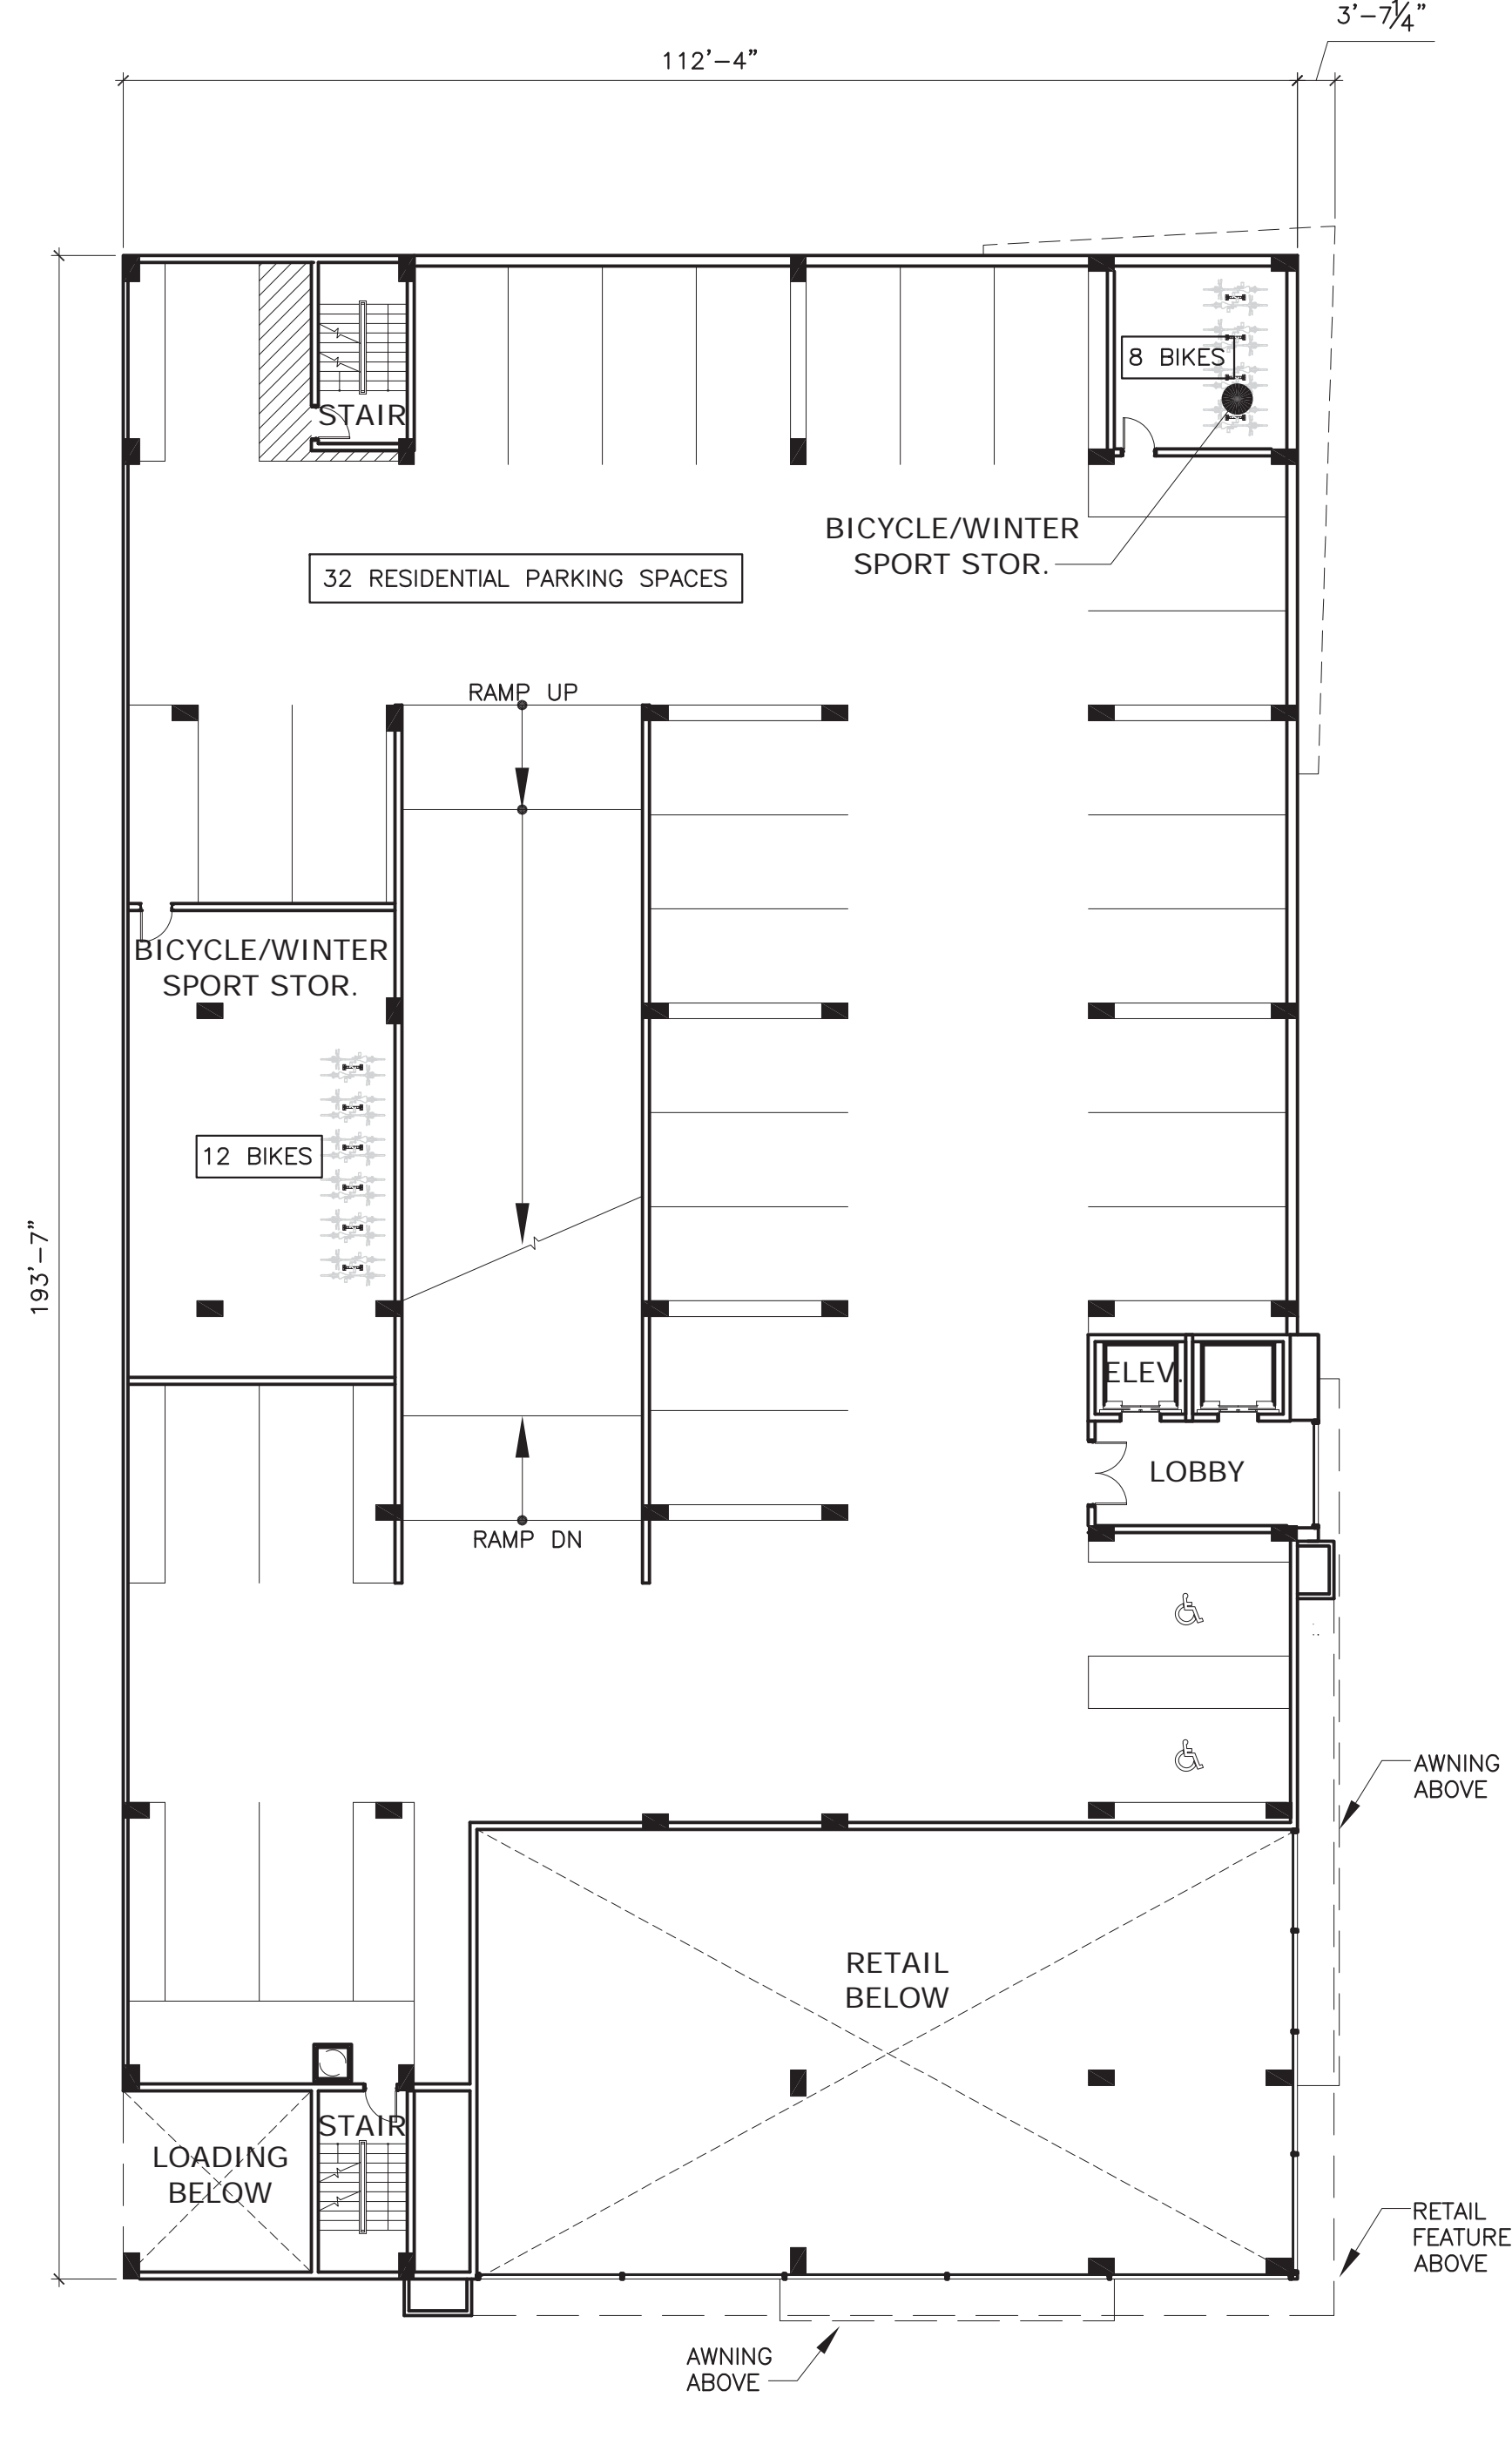 3'-7 1/4"
112'-4"
STAIR
8 BIKES
BICYCLE/WINTER
SPORT STOR.
32 RESIDENTIAL PARKING SPACES
RAMP UP
BICYCLE/WINTER
SPORT STOR.
12 BIKES
193'-7"
ELEV.
LOBBY
RAMP DN
AWNING
ABOVE
RETAIL
BELOW
STAIR
LOADING
BELOW
RETAIL
FEATURE
ABOVE
AWNING
ABOVE